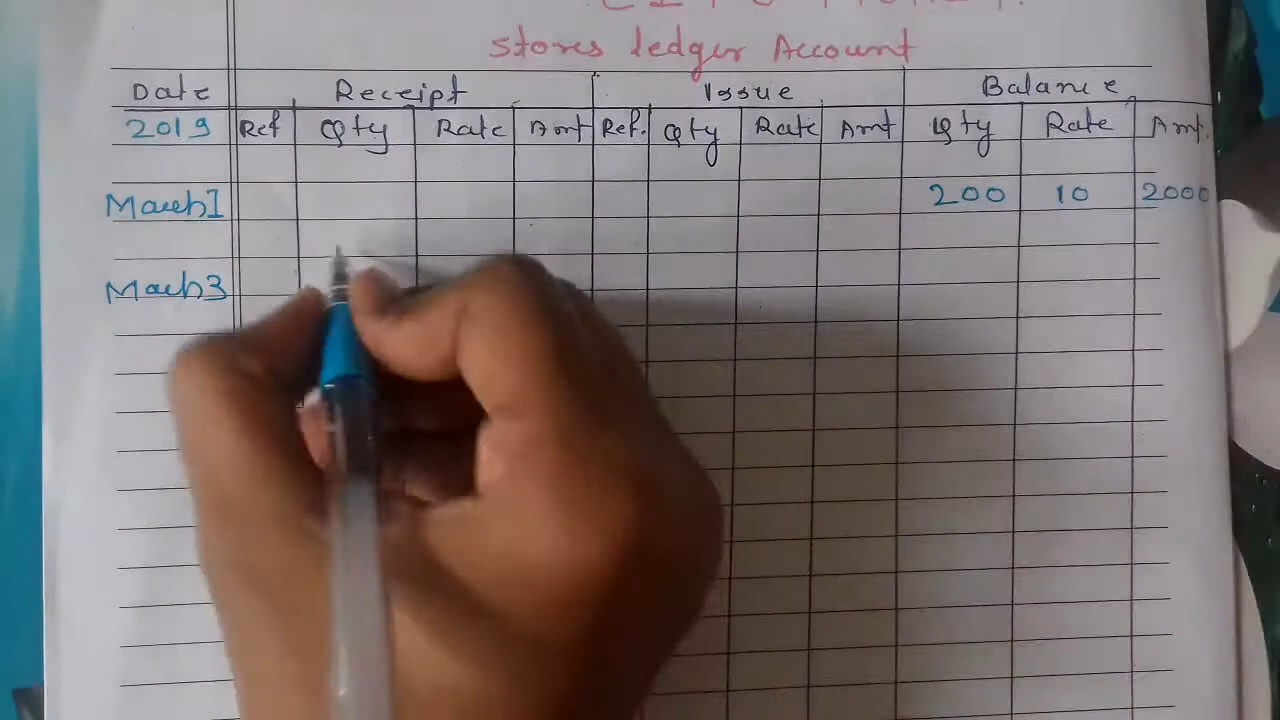 Stores ledger Account
Date Receipt Issue Balance
2019 Ref Qty Rate Amt Ref. Qty Rate Amt Qty Rate Amt.
March1 200 10 2000
March3